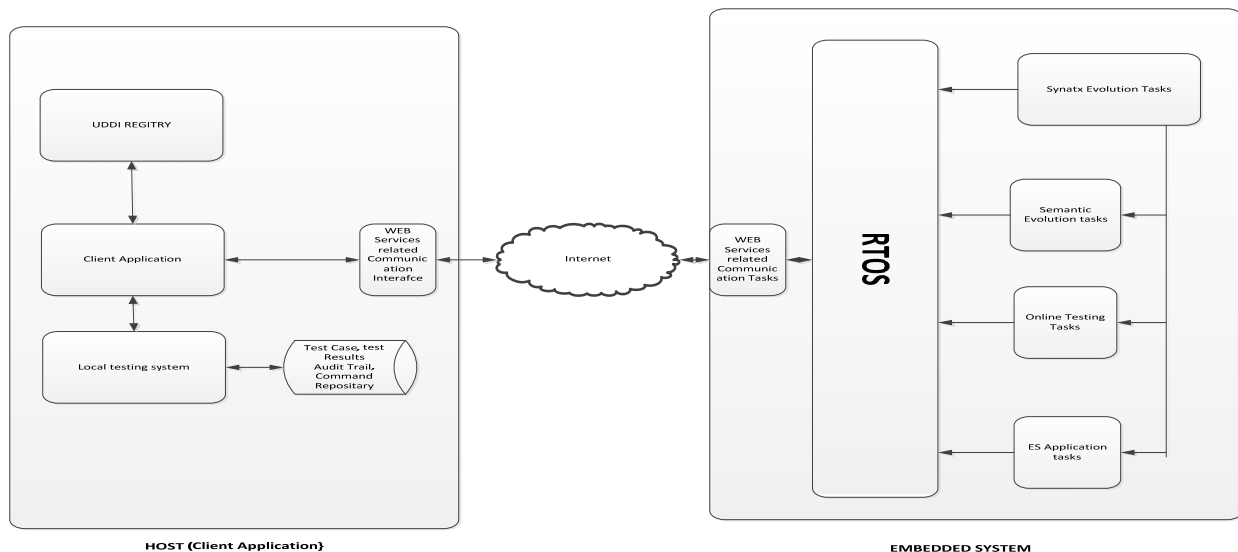 UDDI REGITRY
Client Application
Local testing system
WEB
Services
related
Communic
ation
Interafce
Test Case, test
Results
Audit Trail,
Command
Repositary
HOST (Client Application}
Internet
WEB
Services
related
Communic
ation Tasks
RTOS
Synatx Evolution Tasks
Semantic
Evolution tasks
Online Testing
Tasks
ES Application
tasks
EMBEDDED SYSTEM